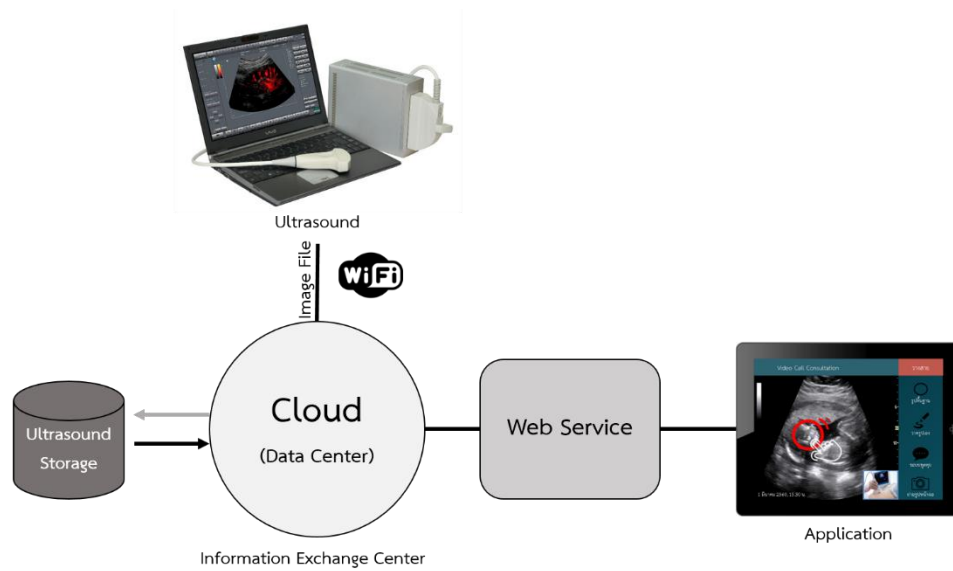 Ultrasound
Image File
WiFi
Ultrasound
Storage
Cloud
(Data Center)
Web Service
Information Exchange Center
Video Call Consultation
Application